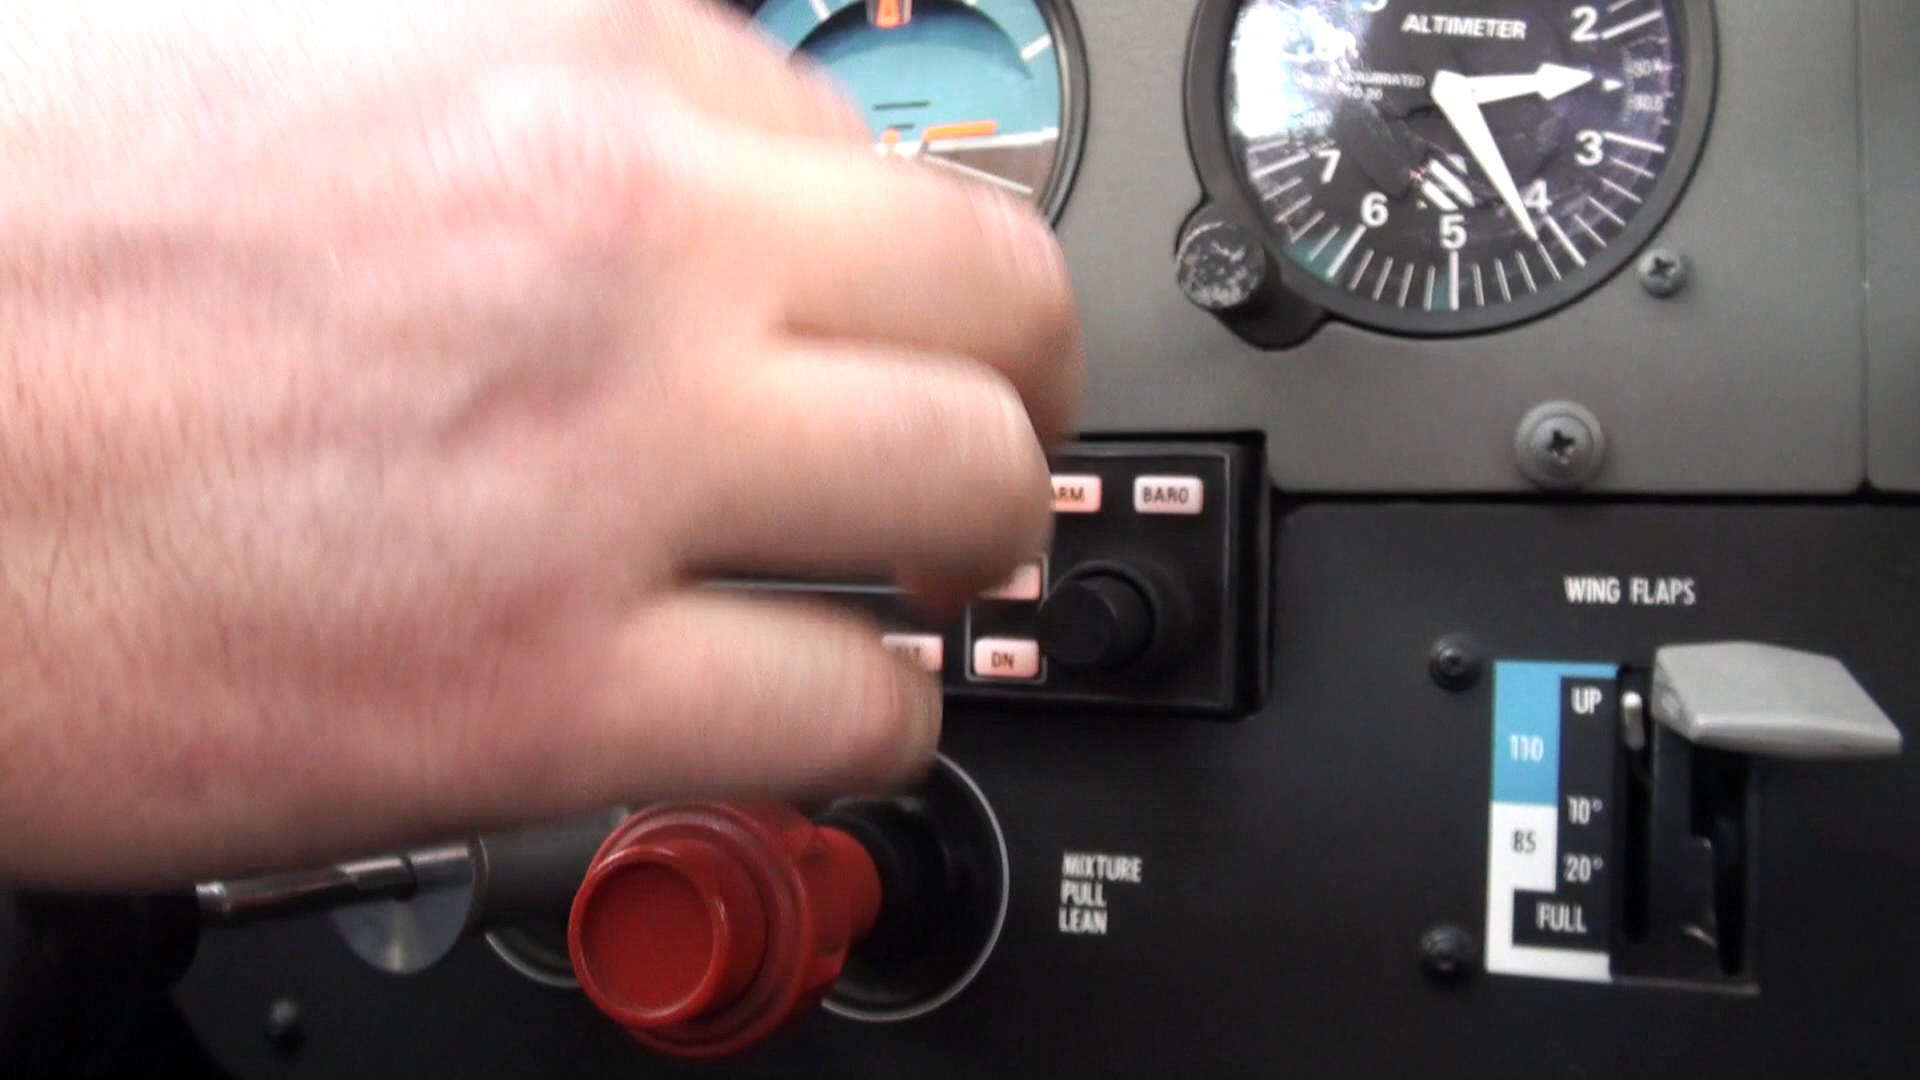 ALTIMETER
2
CALIBRATED
3
7
4
6
5
BARO
DN
WING FLAPS
UP
110
10°
85
20°
FULL
MIXTURE
PULL
LEAN